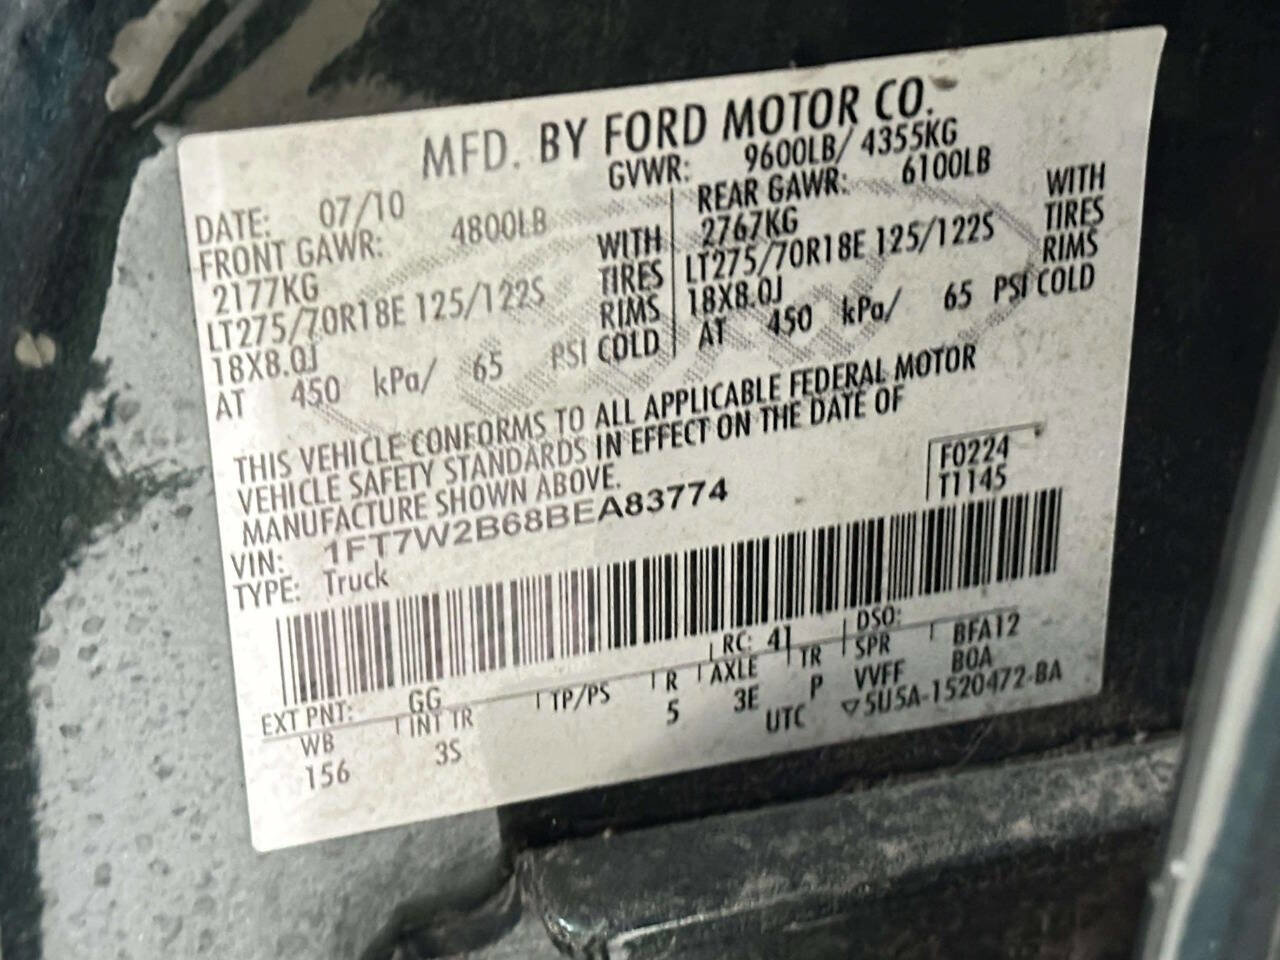 MFD. BY FORD MOTOR CO.
GVWR: 9600LB/ 4355KG
DATE: 07/10
FRONT GAWR: 4800LB
2177KG WITH
LT275/70R18E 125/122S TIRES
18X8.0J RIMS
AT 450 kPa/ 65 PSI COLD
REAR GAWR: 6100LB
2767KG WITH
LT275/70R18E 125/122S TIRES
18X8.0J RIMS
AT 450 kPa/ 65 PSI COLD
THIS VEHICLE CONFORMS TO ALL APPLICABLE FEDERAL MOTOR
VEHICLE SAFETY STANDARDS IN EFFECT ON THE DATE OF
MANUFACTURE SHOWN ABOVE.
VIN: 1FT7W2B68BEA83774
TYPE: Truck
F0224
T1145
EXT PNT: GG RC: 41 DSO:
WB INT TR TP/PS R AXLE TR SPR BFA12
156 3S 5 3E P VVFF BOA
UTC ▽5U5A-1520472-BA